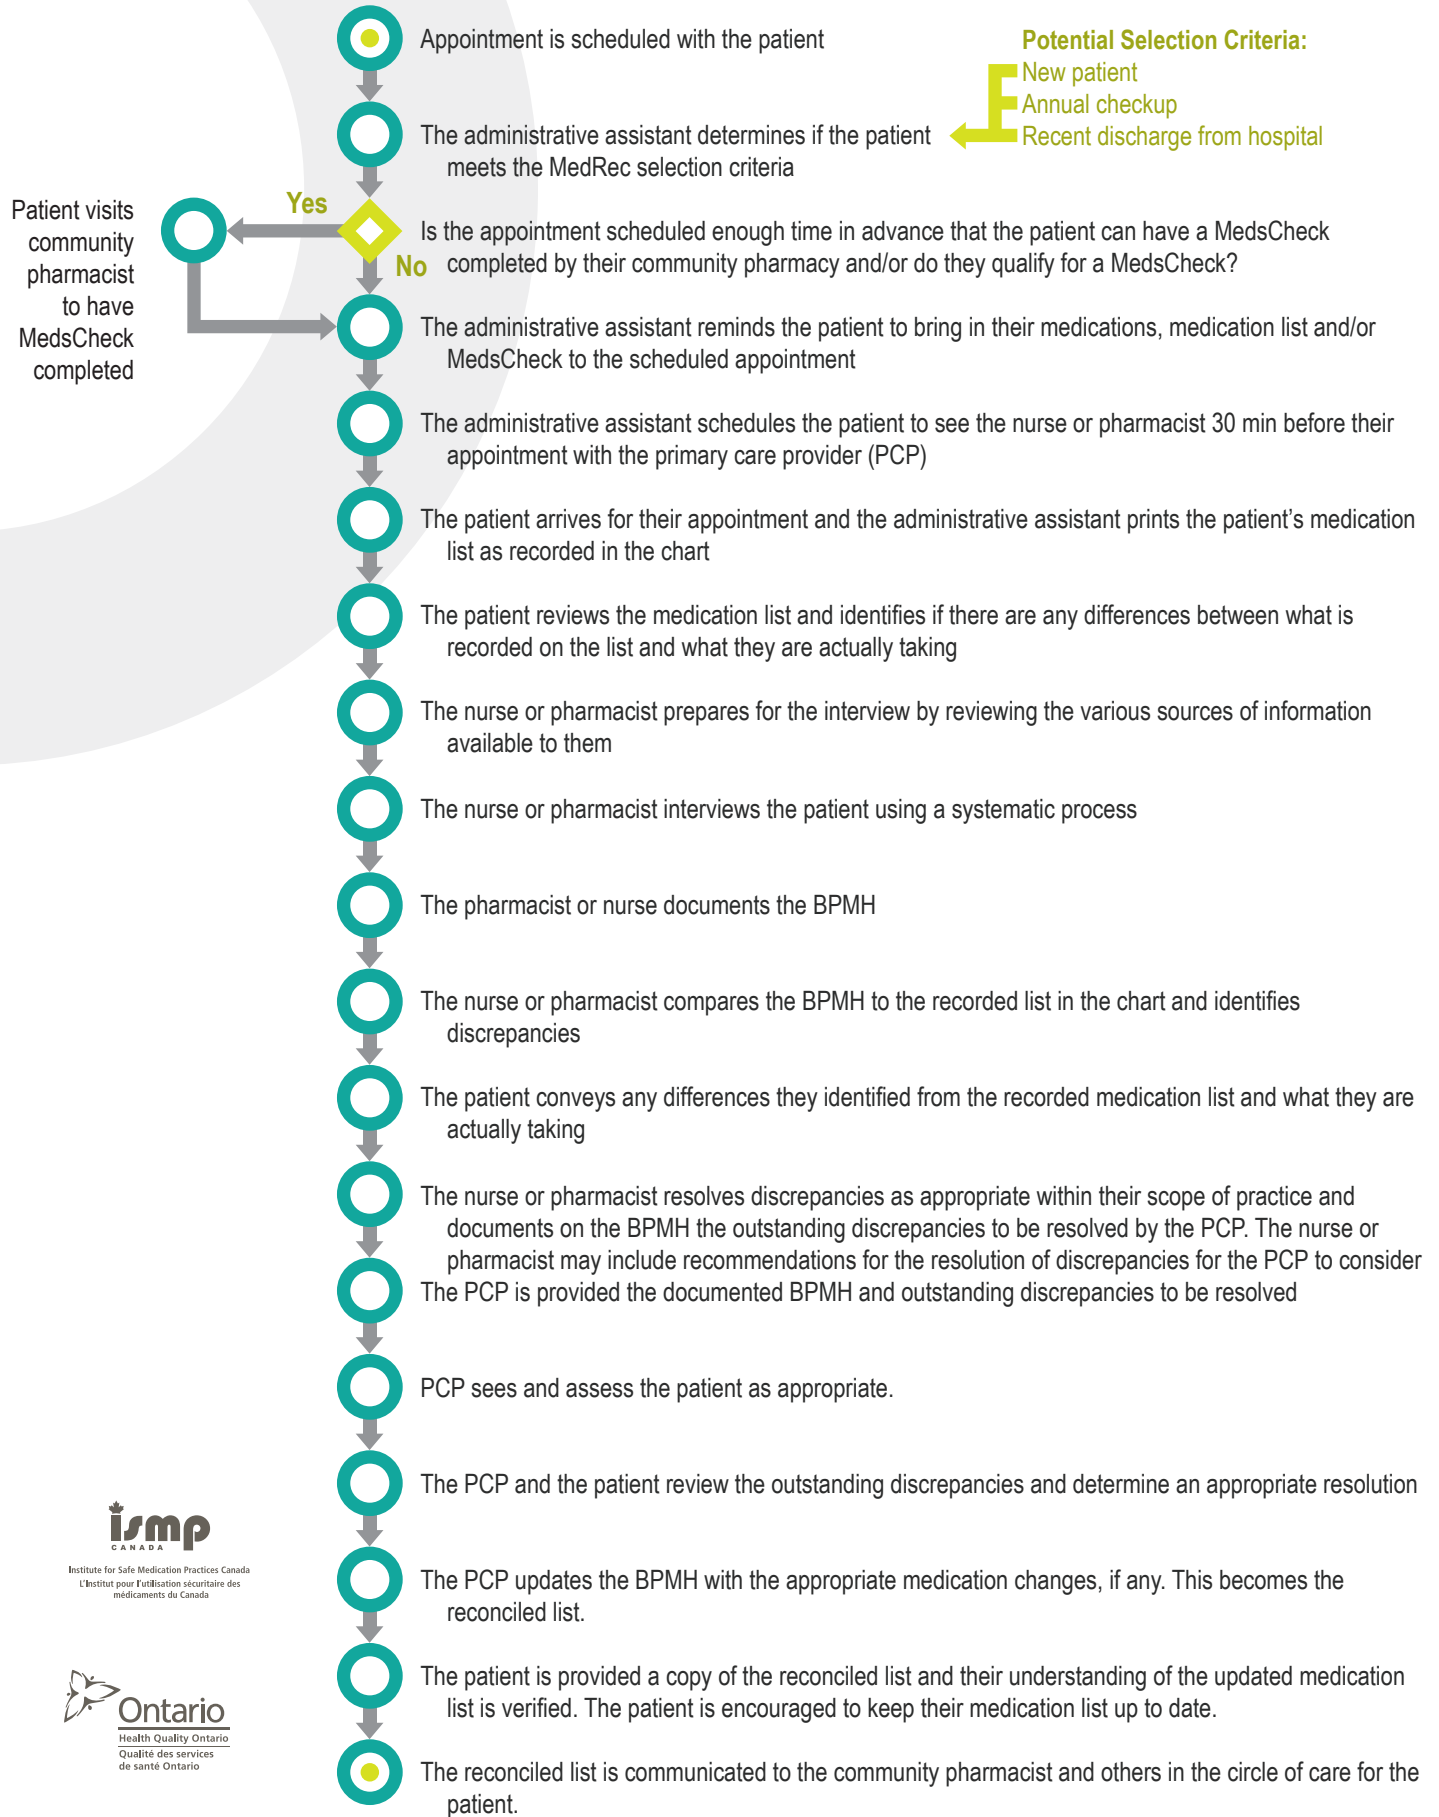 Appointment is scheduled with the patient
Potential Selection Criteria:
New patient
Annual checkup
Recent discharge from hospital
The administrative assistant determines if the patient
meets the MedRec selection criteria
Yes
No
Patient visits
community
pharmacist
to have
MedsCheck
completed
Is the appointment scheduled enough time in advance that the patient can have a MedsCheck
completed by their community pharmacy and/or do they qualify for a MedsCheck?
The administrative assistant reminds the patient to bring in their medications, medication list and/or
MedsCheck to the scheduled appointment
The administrative assistant schedules the patient to see the nurse or pharmacist 30 min before their
appointment with the primary care provider (PCP)
The patient arrives for their appointment and the administrative assistant prints the patient’s medication
list as recorded in the chart
The patient reviews the medication list and identifies if there are any differences between what is
recorded on the list and what they are actually taking
The nurse or pharmacist prepares for the interview by reviewing the various sources of information
available to them
The nurse or pharmacist interviews the patient using a systematic process
The pharmacist or nurse documents the BPMH
The nurse or pharmacist compares the BPMH to the recorded list in the chart and identifies
discrepancies
The patient conveys any differences they identified from the recorded medication list and what they are
actually taking
The nurse or pharmacist resolves discrepancies as appropriate within their scope of practice and
documents on the BPMH the outstanding discrepancies to be resolved by the PCP. The nurse or
pharmacist may include recommendations for the resolution of discrepancies for the PCP to consider
The PCP is provided the documented BPMH and outstanding discrepancies to be resolved
PCP sees and assess the patient as appropriate.
The PCP and the patient review the outstanding discrepancies and determine an appropriate resolution
The PCP updates the BPMH with the appropriate medication changes, if any. This becomes the
reconciled list.
The patient is provided a copy of the reconciled list and their understanding of the updated medication
list is verified. The patient is encouraged to keep their medication list up to date.
The reconciled list is communicated to the community pharmacist and others in the circle of care for the
patient.
ismp
CANADA
Institute for Safe Medication Practices Canada
L'Institut pour l'utilisation sécuritaire des
médicaments du Canada
Ontario
Health Quality Ontario
Qualité des services
de santé Ontario